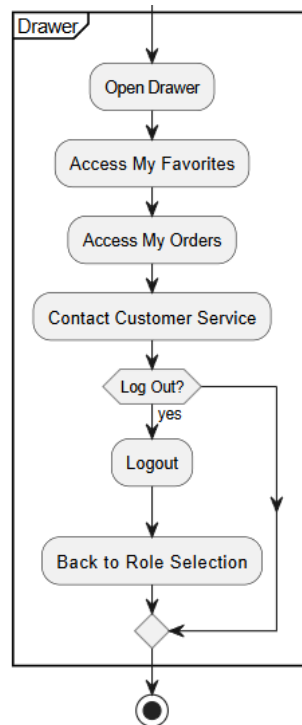 Drawer
Open Drawer
Access My Favorites
Access My Orders
Contact Customer Service
Log Out?
yes
Logout
Back to Role Selection